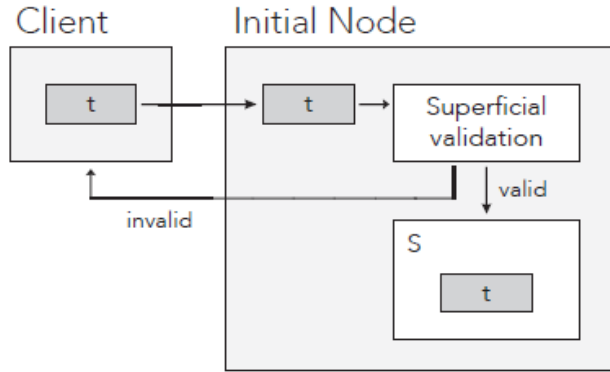 Client
Initial Node
t
t
Superficial
validation
invalid
valid
S
t